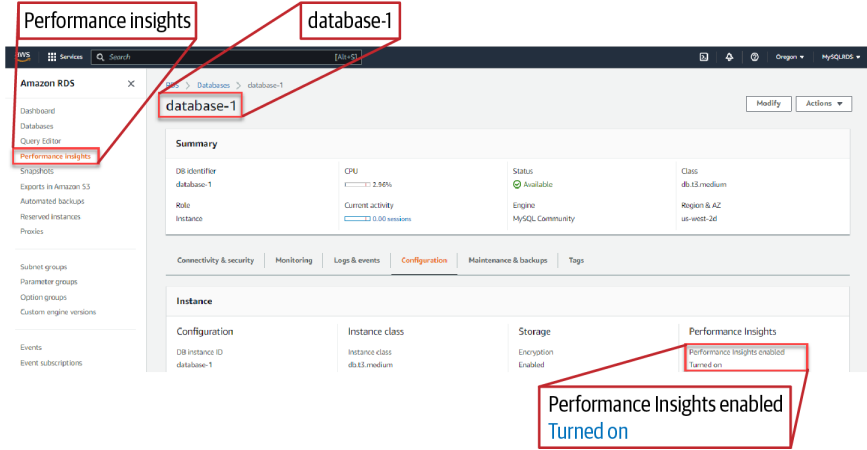 Performance insights
database-1
aws
Services
Search
[Alt+S]
Oregon
MySQLRDS
Amazon RDS
Dashboard
Databases
Query Editor
Performance insights
Snapshots
Exports in Amazon S3
Automated backups
Reserved instances
Proxies
Subnet groups
Parameter groups
Option groups
Custom engine versions
Events
Event subscriptions
RDS > Databases > database-1
database-1
Modify
Actions
Summary
DB identifier
database-1
CPU
2.96%
Status
Available
Class
db.t3.medium
Role
Instance
Current activity
0.00 sessions
Engine
MySQL Community
Region & AZ
us-west-2d
Connectivity & security
Monitoring
Logs & events
Configuration
Maintenance & backups
Tags
Instance
Configuration
DB instance ID
database-1
Instance class
Instance class
db.t3.medium
Storage
Encryption
Enabled
Performance Insights
Performance Insights enabled
Turned on
Performance Insights enabled
Turned on